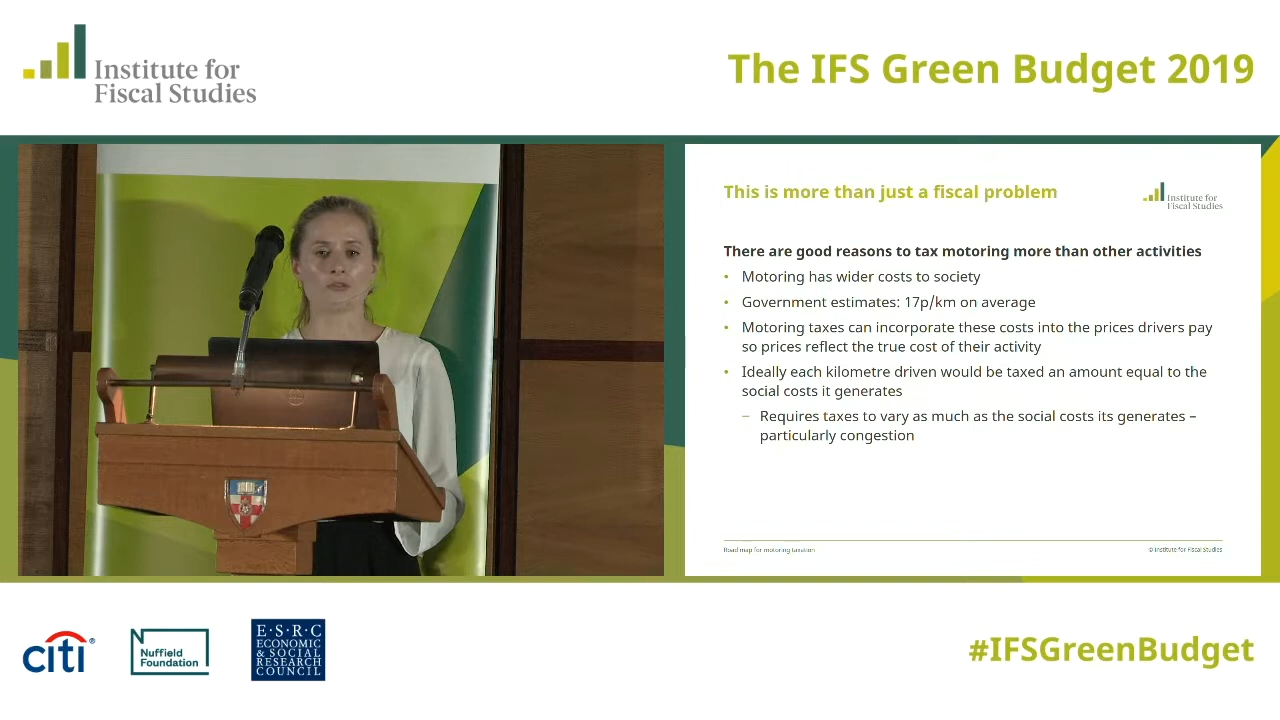 Institute for
Fiscal Studies
The IFS Green Budget 2019
This is more than just a fiscal problem
Institute for
Fiscal Studies
There are good reasons to tax motoring more than other activities
• Motoring has wider costs to society
• Government estimates: 17p/km on average
• Motoring taxes can incorporate these costs into the prices drivers pay
so prices reflect the true cost of their activity
• Ideally each kilometre driven would be taxed an amount equal to the
social costs it generates
– Requires taxes to vary as much as the social costs its generates –
particularly congestion
Road map for motoring taxation
© Institute for Fiscal Studies
citi®
Nuffield
Foundation
E·S·R·C
ECONOMIC
& SOCIAL
RESEARCH
COUNCIL
#IFSGreenBudget